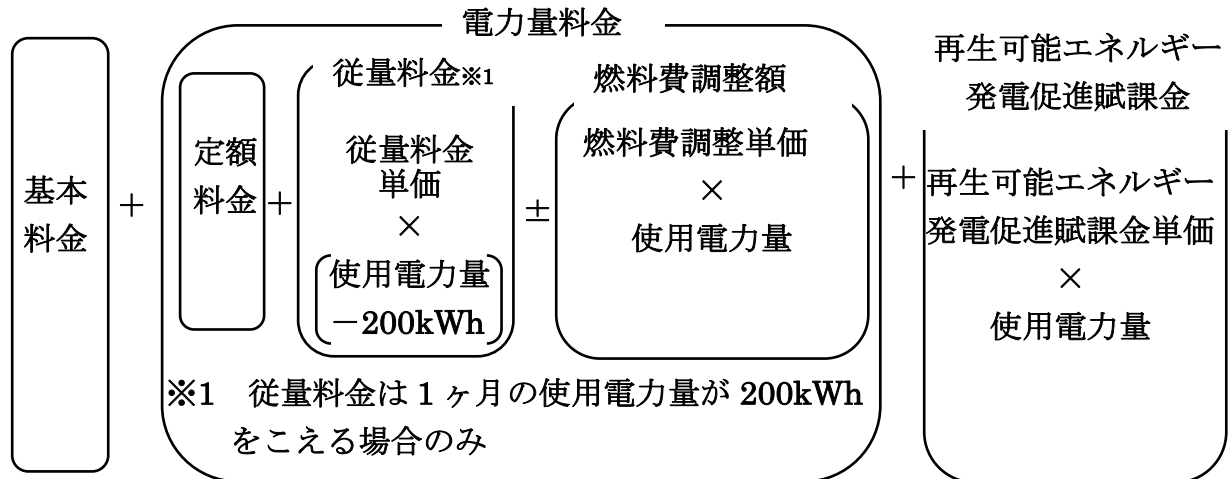 電力量料金
基本
料金
+
定額
料金
+
従量料金※1
従量料金
単価
×
使用電力量
－200kWh
±
燃料費調整額
燃料費調整単価
×
使用電力量
※1 従量料金は 1 ヶ月の使用電力量が 200kWh
をこえる場合のみ
+
再生可能エネルギー
発電促進賦課金
再生可能エネルギー
発電促進賦課金単価
×
使用電力量